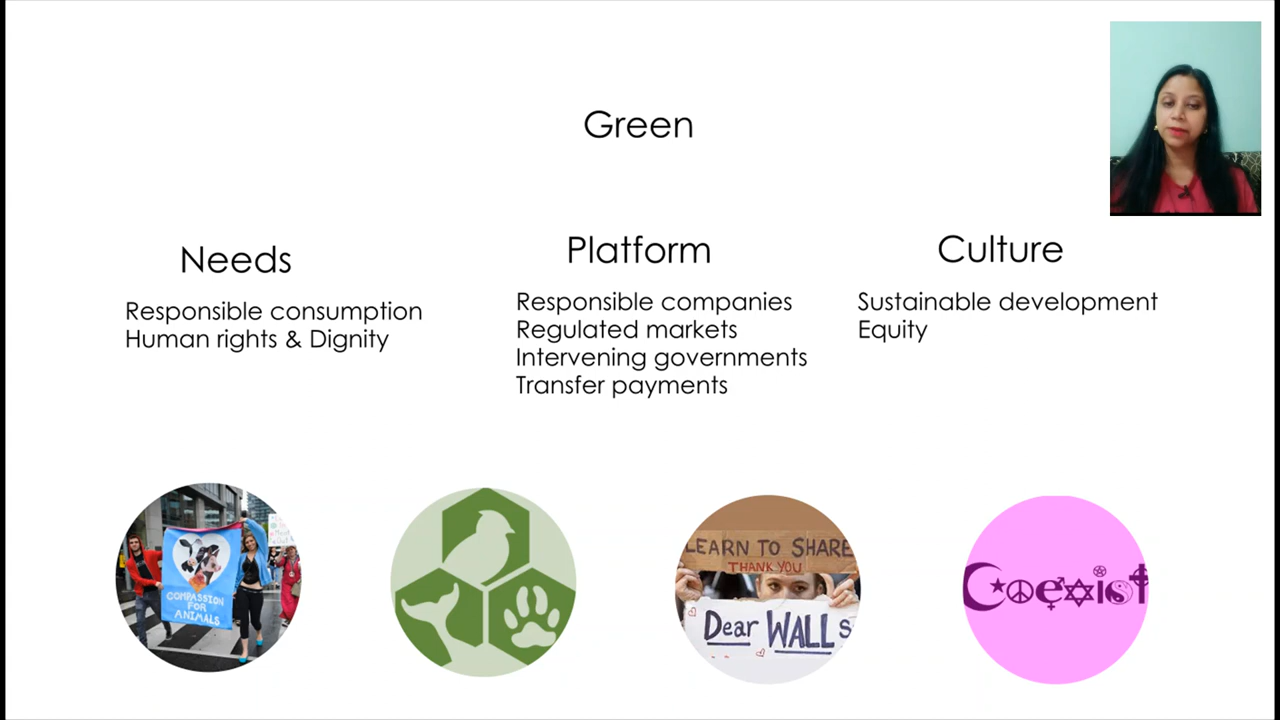 Green
Needs
Responsible consumption
Human rights & Dignity
Platform
Responsible companies
Regulated markets
Intervening governments
Transfer payments
Culture
Sustainable development
Equity
COMPASSION
FOR
ANIMALS
LEARN TO SHARE
THANK YOU
Dear WALL S
Coexist